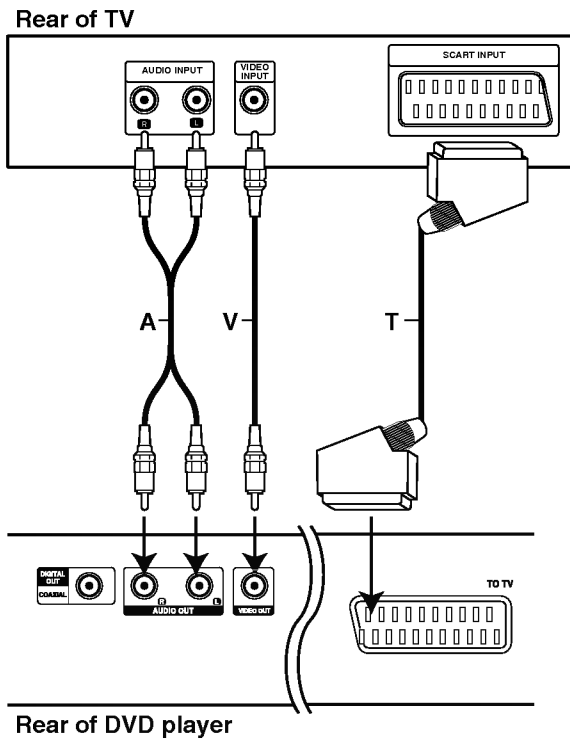 Rear of TV
AUDIO INPUT
VIDEO
INPUT
SCART INPUT
R
L
A
V
T
DIGITAL
OUT
COAXIAL
R
L
AUDIO OUT
VIDEO OUT
TO TV
Rear of DVD player